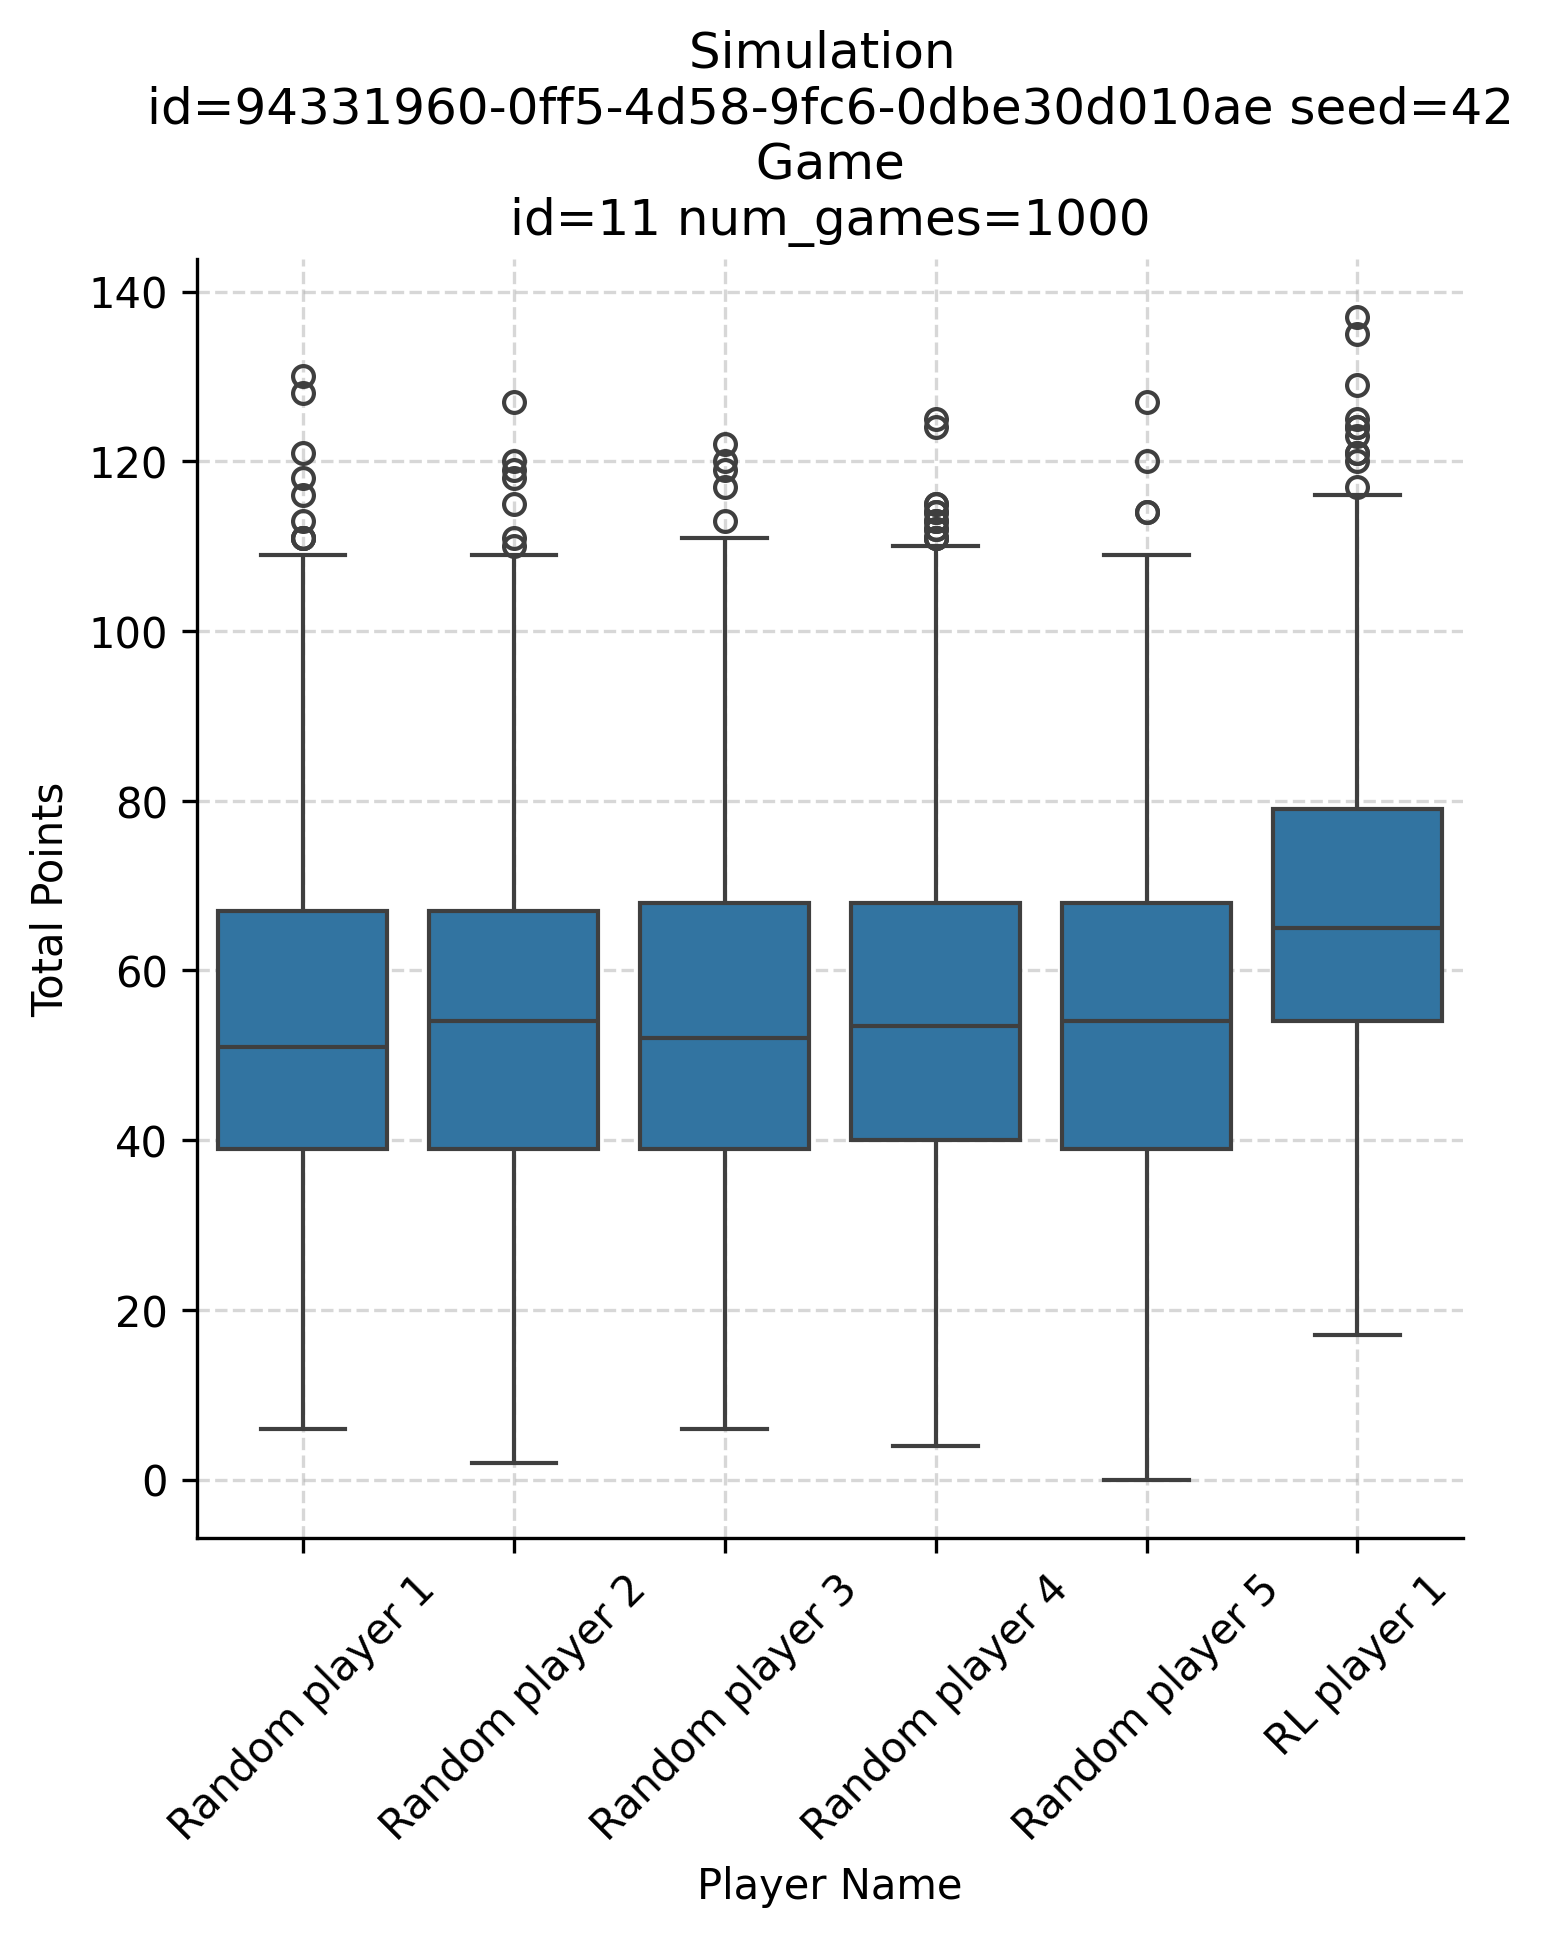 Simulation
id=94331960-0ff5-4d58-9fc6-0dbe30d010ae seed=42
Game
id=11 num_games=1000
140
120
100
80
60
40
20
0
Total Points
Random player 1
Random player 2
Random player 3
Random player 4
Random player 5
RL player 1
Player Name